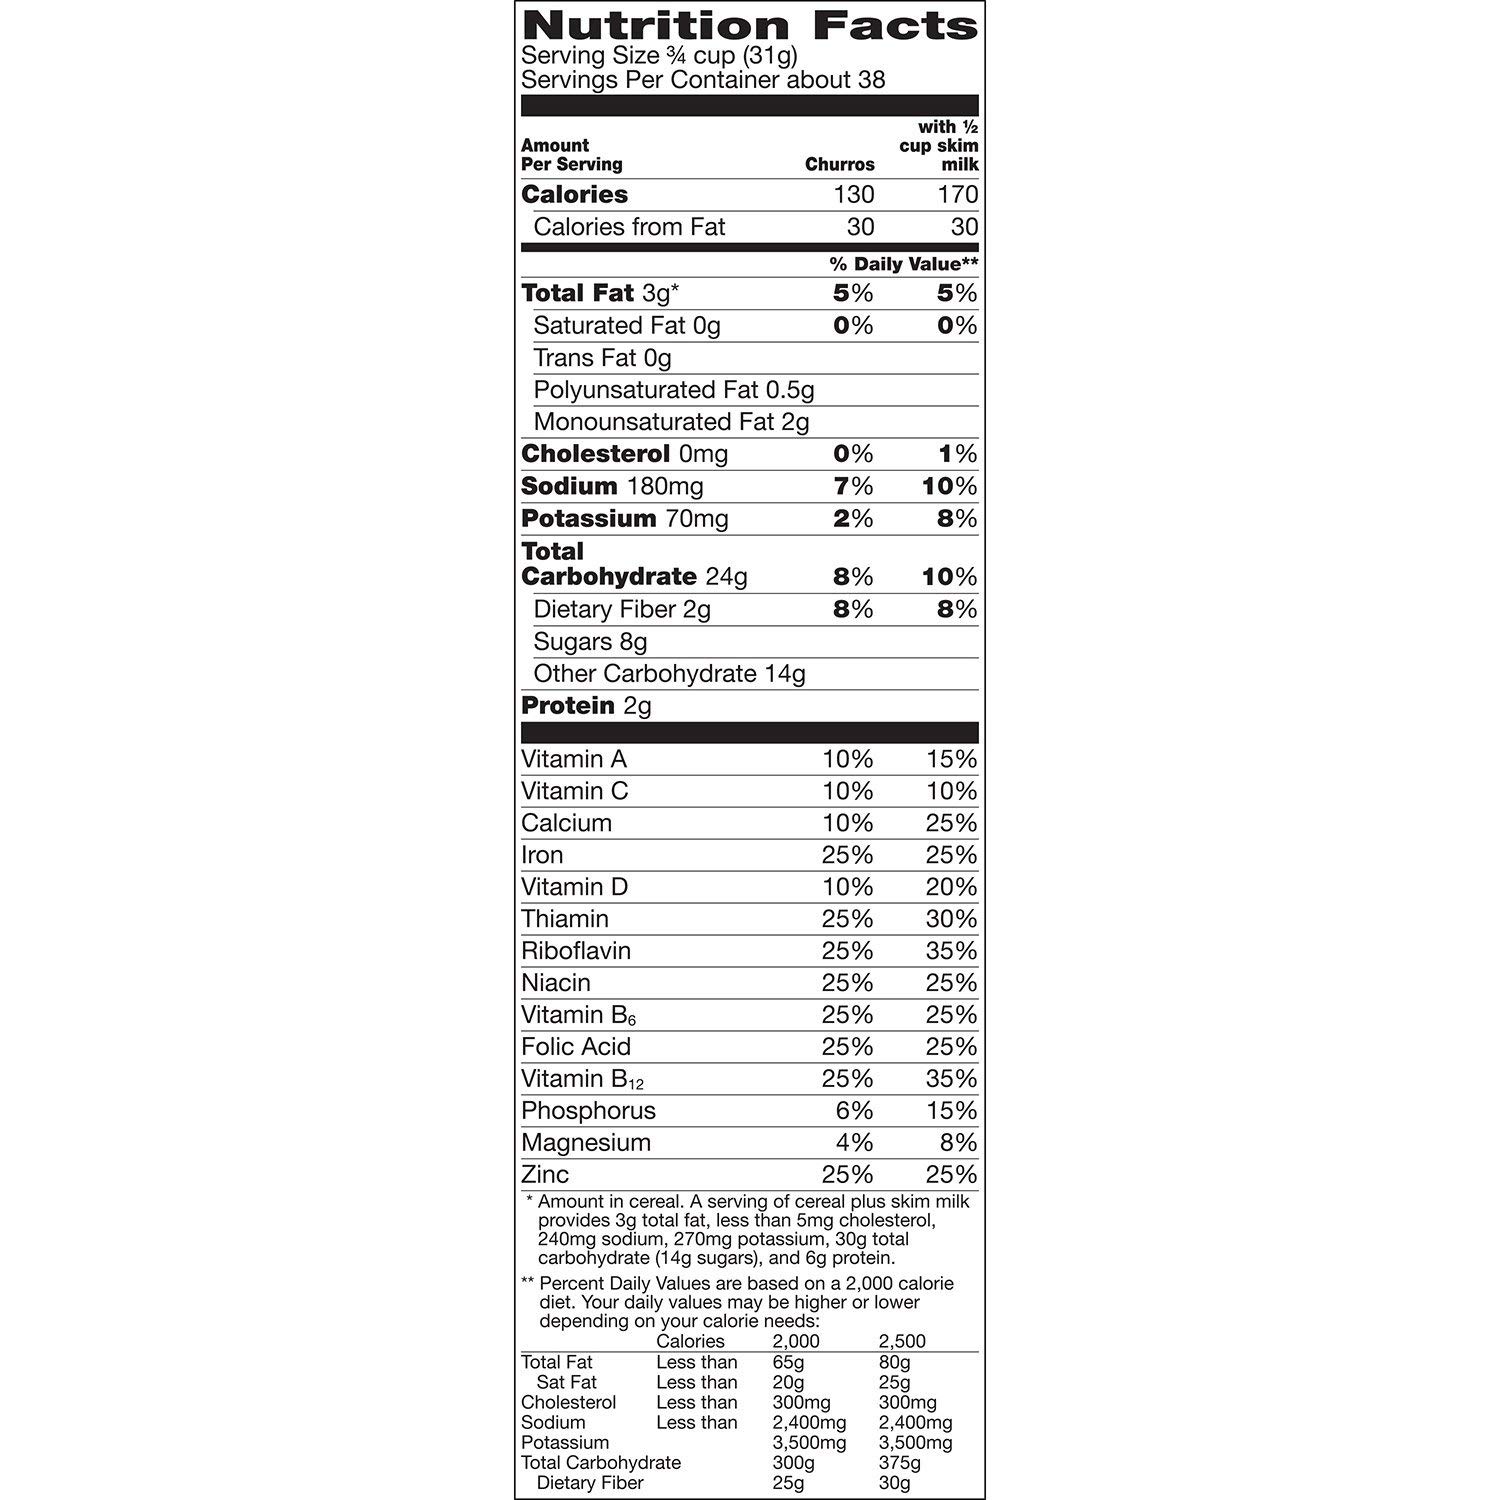 Nutrition Facts
Serving Size ¾ cup (31g)
Servings Per Container about 38
Amount Per Serving Churros with ½ cup skim milk
Calories 130 170
Calories from Fat 30 30
% Daily Value**
Total Fat 3g* 5% 5%
Saturated Fat 0g 0% 0%
Trans Fat 0g
Polyunsaturated Fat 0.5g
Monounsaturated Fat 2g
Cholesterol 0mg 0% 1%
Sodium 180mg 7% 10%
Potassium 70mg 2% 8%
Total
Carbohydrate 24g 8% 10%
Dietary Fiber 2g 8% 8%
Sugars 8g
Other Carbohydrate 14g
Protein 2g
Vitamin A 10% 15%
Vitamin C 10% 10%
Calcium 10% 25%
Iron 25% 25%
Vitamin D 10% 20%
Thiamin 25% 30%
Riboflavin 25% 35%
Niacin 25% 25%
Vitamin B₆ 25% 25%
Folic Acid 25% 25%
Vitamin B₁₂ 25% 35%
Phosphorus 6% 15%
Magnesium 4% 8%
Zinc 25% 25%
* Amount in cereal. A serving of cereal plus skim milk
provides 3g total fat, less than 5mg cholesterol,
240mg sodium, 270mg potassium, 30g total
carbohydrate (14g sugars), and 6g protein.
** Percent Daily Values are based on a 2,000 calorie
diet. Your daily values may be higher or lower
depending on your calorie needs:
Calories 2,000 2,500
Total Fat Less than 65g 80g
Sat Fat Less than 20g 25g
Cholesterol Less than 300mg 300mg
Sodium Less than 2,400mg 2,400mg
Potassium 3,500mg 3,500mg
Total Carbohydrate 300g 375g
Dietary Fiber 25g 30g